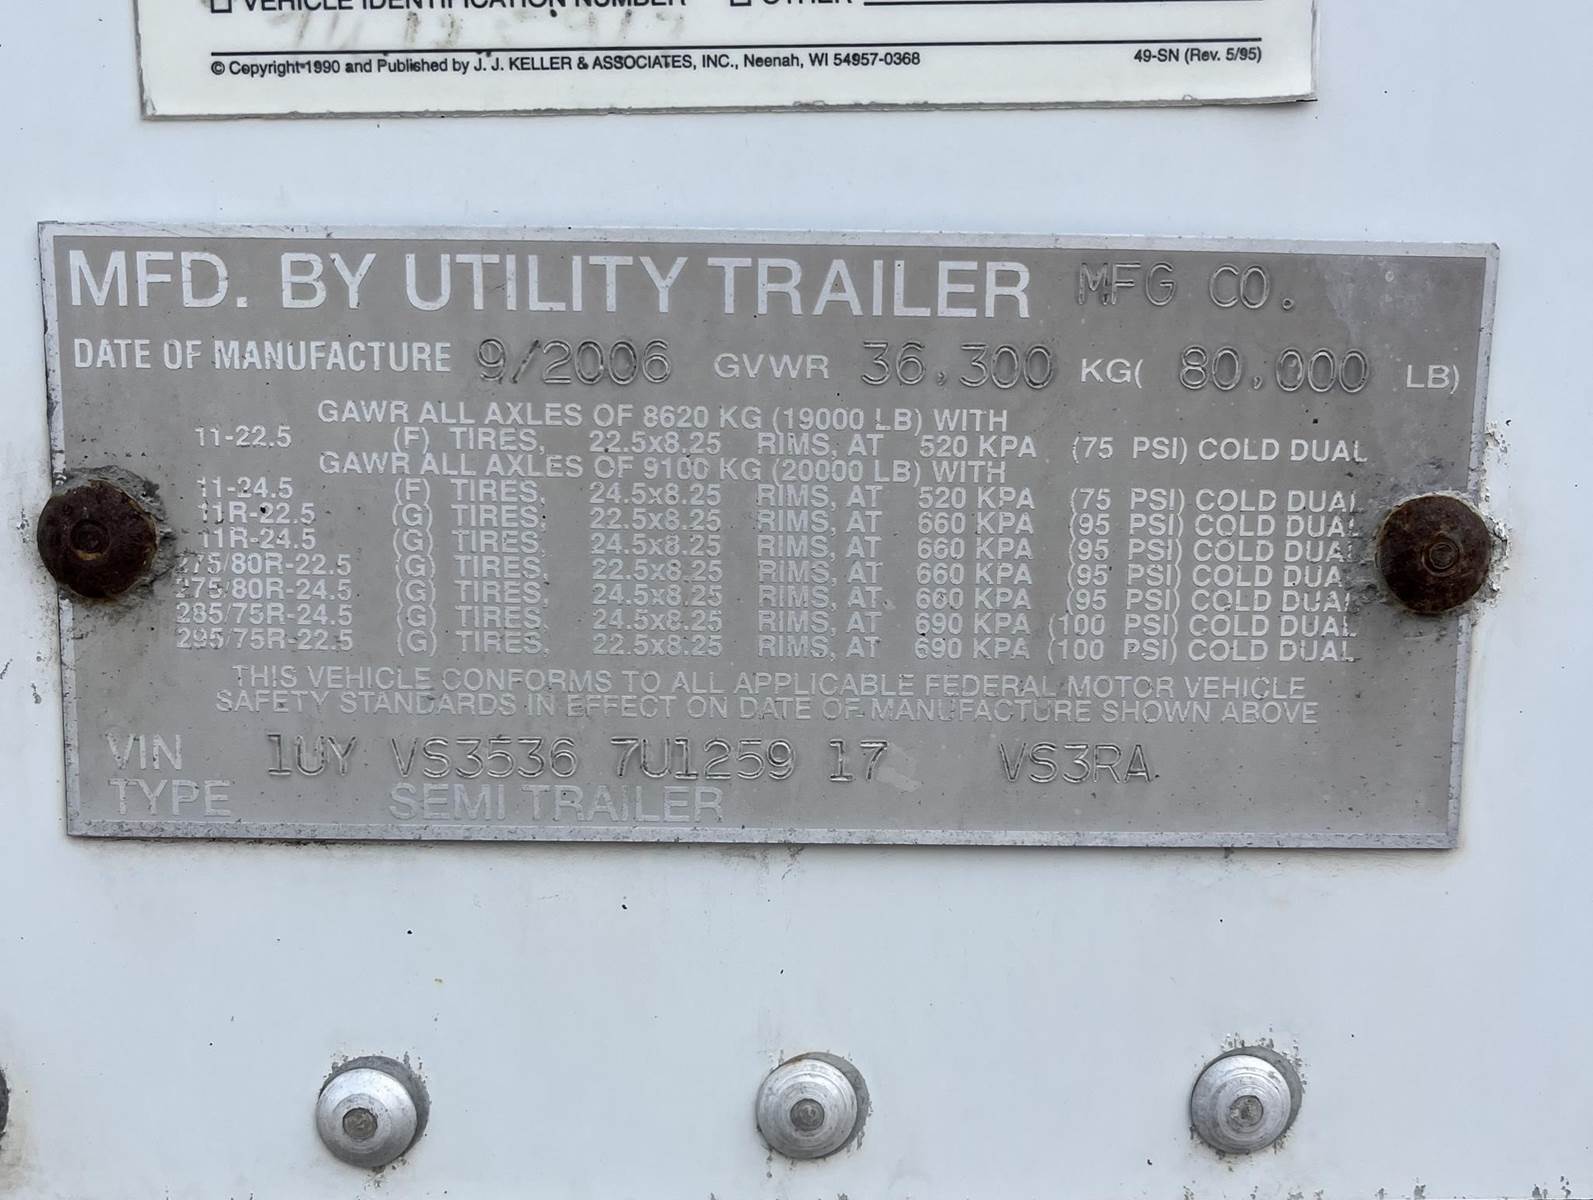 VEHICLE IDENTIFICATION NUMBER OTHER
© Copyright 1990 and Published by J. J. KELLER & ASSOCIATES, INC., Neenah, WI 54957-0368 49-SN (Rev. 5/95)
MFD. BY UTILITY TRAILER MFG CO.
DATE OF MANUFACTURE 9/2006 GVWR 36,300 KG( 80,000 LB)
GAWR ALL AXLES OF 8620 KG (19000 LB) WITH
11-22.5 (F) TIRES, 22.5x8.25 RIMS, AT 520 KPA (75 PSI) COLD DUAL
GAWR ALL AXLES OF 9100 KG (20000 LB) WITH
11-24.5 (F) TIRES, 24.5x8.25 RIMS, AT 520 KPA (75 PSI) COLD DUAL
11R-22.5 (G) TIRES, 22.5x8.25 RIMS, AT 660 KPA (95 PSI) COLD DUAL
11R-24.5 (G) TIRES, 24.5x8.25 RIMS, AT 660 KPA (95 PSI) COLD DUAL
275/80R-22.5 (G) TIRES, 22.5x8.25 RIMS, AT 660 KPA (95 PSI) COLD DUAL
275/80R-24.5 (G) TIRES, 24.5x8.25 RIMS, AT 660 KPA (95 PSI) COLD DUAL
285/75R-24.5 (G) TIRES, 24.5x8.25 RIMS, AT 690 KPA (100 PSI) COLD DUAL
295/75R-22.5 (G) TIRES, 22.5x8.25 RIMS, AT 690 KPA (100 PSI) COLD DUAL
THIS VEHICLE CONFORMS TO ALL APPLICABLE FEDERAL MOTOR VEHICLE
SAFETY STANDARDS IN EFFECT ON DATE OF MANUFACTURE SHOWN ABOVE
VIN 1UY VS3536 7U1259 17 VS3RA
TYPE SEMI TRAILER